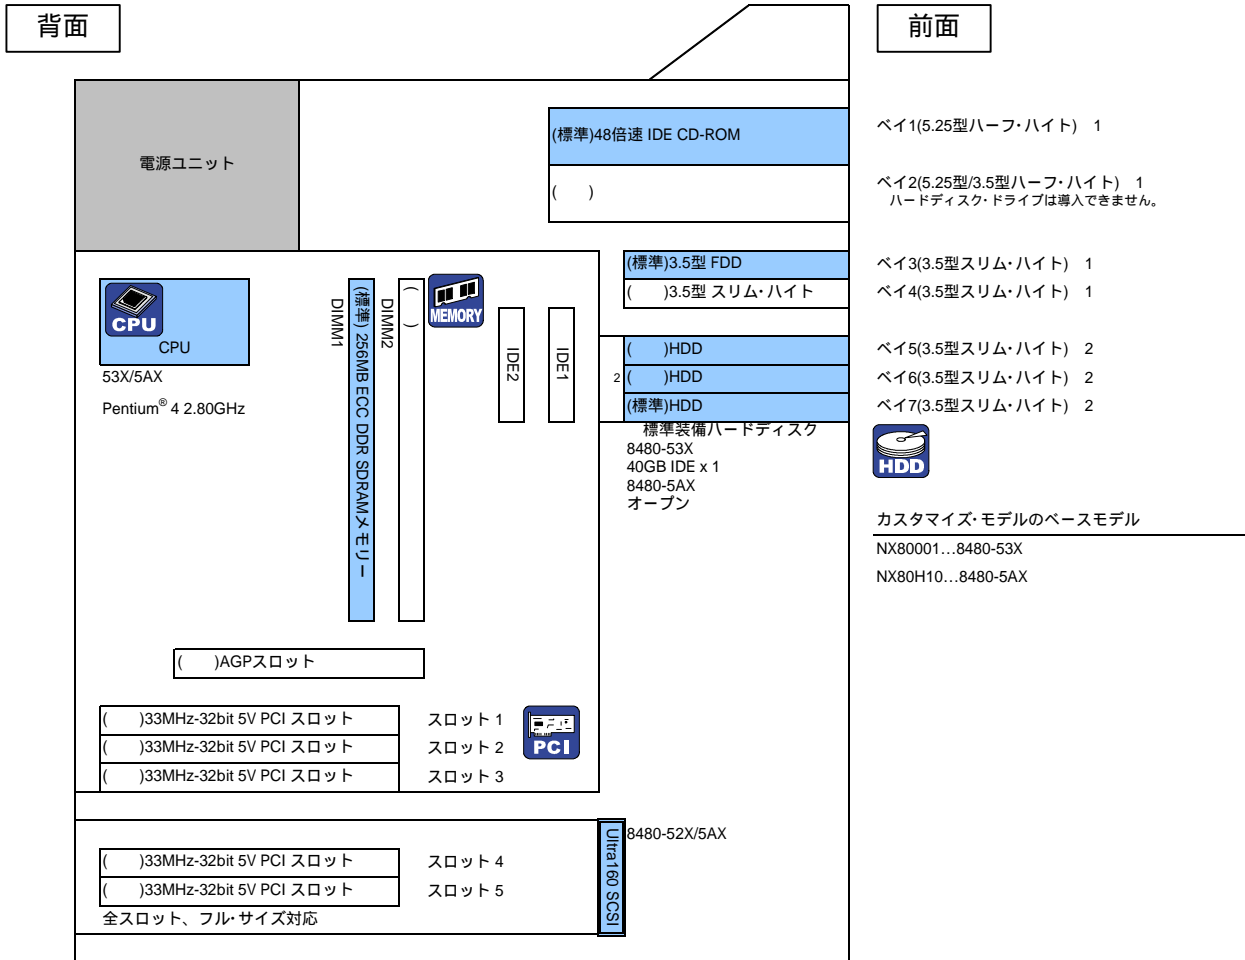 背面
前面
電源ユニット
(標準)48倍速 IDE CD-ROM
ベイ1(5.25型ハーフ・ハイト) 1
( )
ベイ2(5.25型/3.5型ハーフ・ハイト) 1
ハードディスク・ドライブは導入できません。
(標準)3.5型 FDD
ベイ3(3.5型スリム・ハイト) 1
( )3.5型 スリム・ハイト
ベイ4(3.5型スリム・ハイト) 1
CPU
CPU
53X/5AX
Pentium® 4 2.80GHz
DIMM1
(標準) 256MB ECC DDR SDRAMメモリー
DIMM2
( )
MEMORY
IDE2
IDE1
2
( )HDD
ベイ5(3.5型スリム・ハイト) 2
( )HDD
ベイ6(3.5型スリム・ハイト) 2
(標準)HDD
ベイ7(3.5型スリム・ハイト) 2
標準装備ハードディスク
8480-53X
40GB IDE x 1
8480-5AX
オープン
HDD
カスタマイズ・モデルのベースモデル
NX80001…8480-53X
NX80H10…8480-5AX
( )AGPスロット
( )33MHz-32bit 5V PCI スロット スロット 1
( )33MHz-32bit 5V PCI スロット スロット 2
( )33MHz-32bit 5V PCI スロット スロット 3
PCI
Ultra160 SCSI
8480-52X/5AX
( )33MHz-32bit 5V PCI スロット スロット 4
( )33MHz-32bit 5V PCI スロット スロット 5
全スロット、フル・サイズ対応